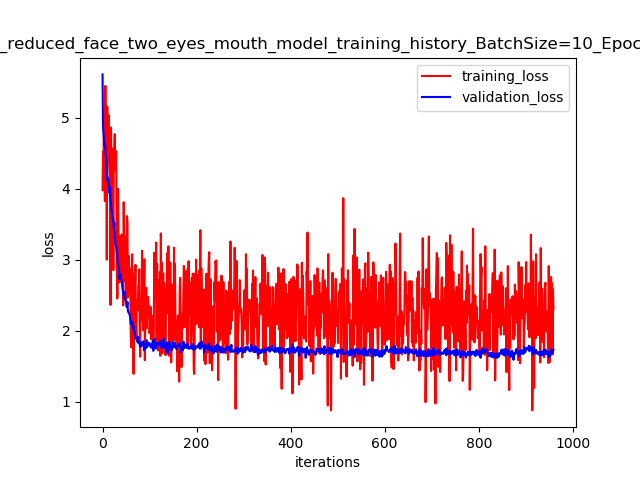 _reduced_face_two_eyes_mouth_model_training_history_BatchSize=10_Epoc
training_loss
validation_loss
loss
5
4
3
2
1
0
200
400
600
800
1000
iterations